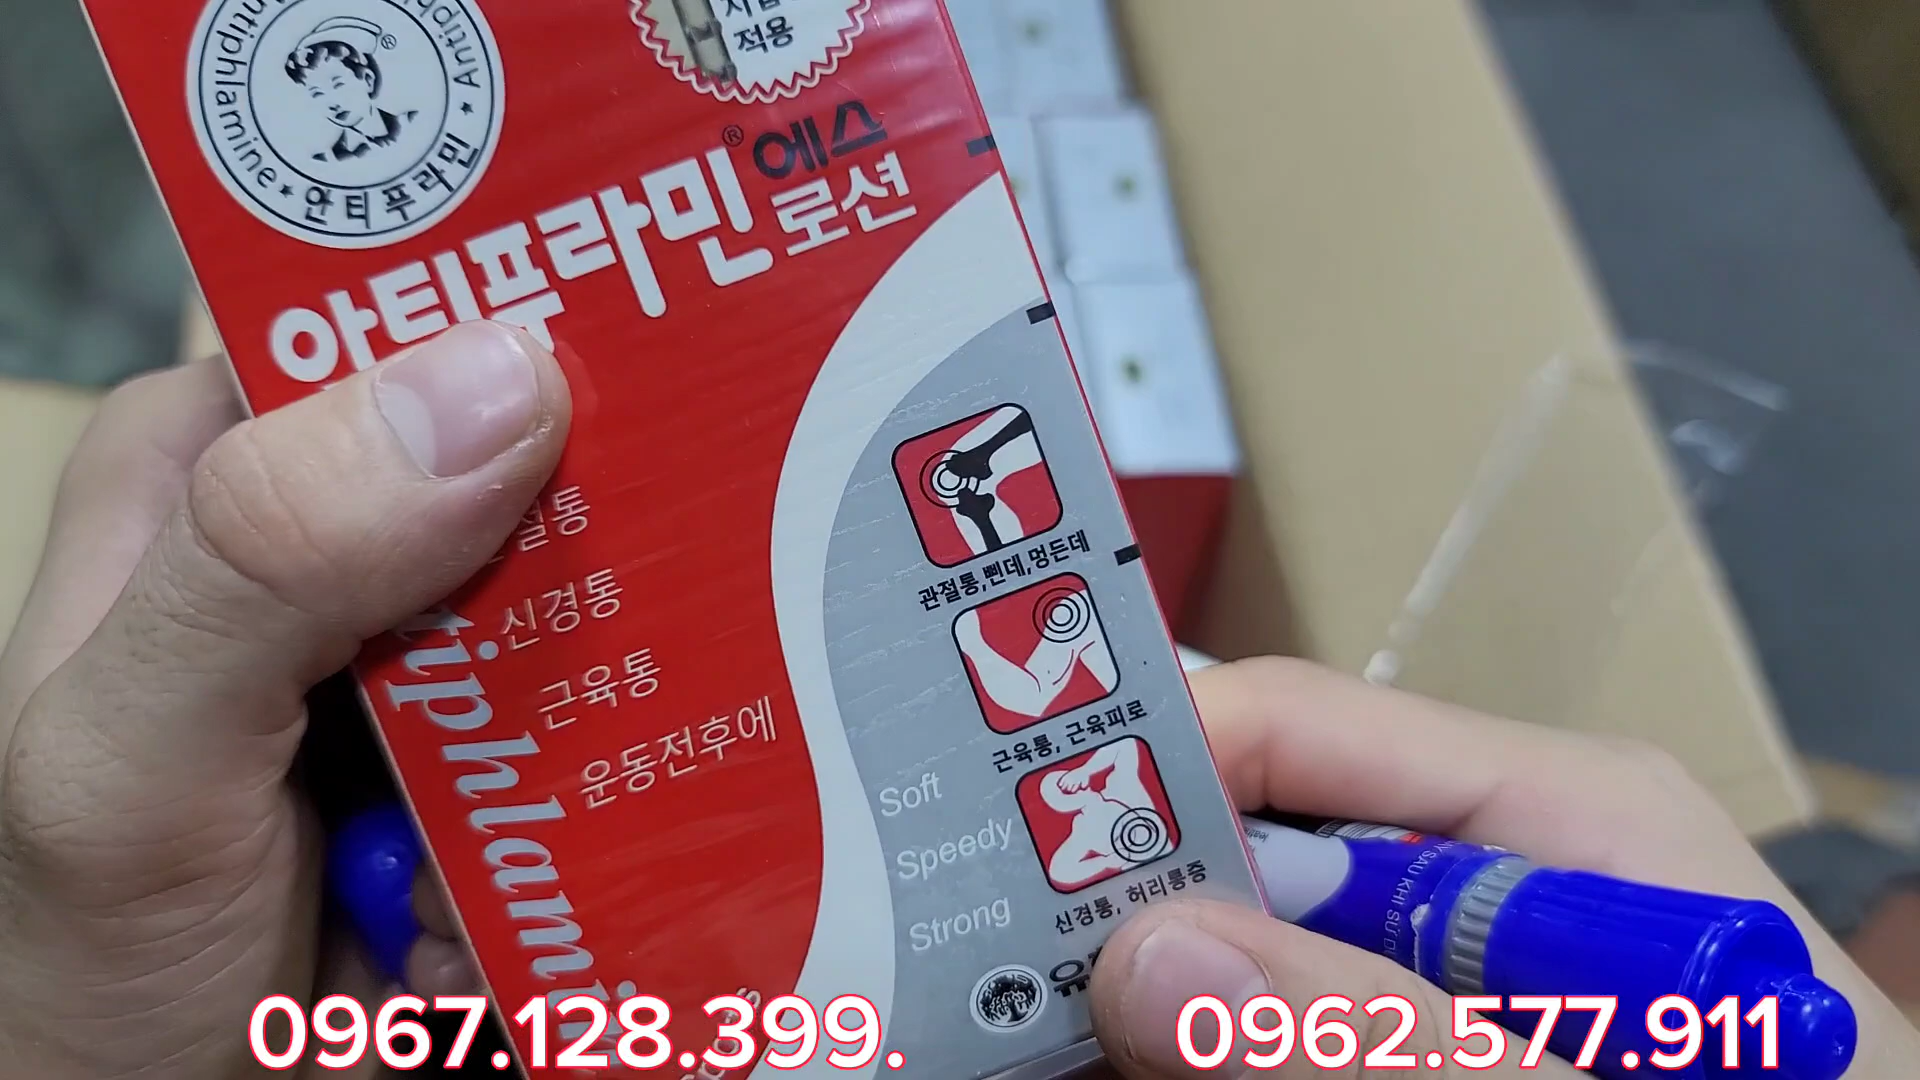 Antiphlamine
안티푸라민
적용
안티푸라민® 에스
로션
신경통
근육통
운동전후에
관절통,삔데,멍든데
근육통, 근육피로
신경통, 허리통증
Soft
Speedy
Strong
SAU KHI SỬ
0967.128.399.
0962.577.911